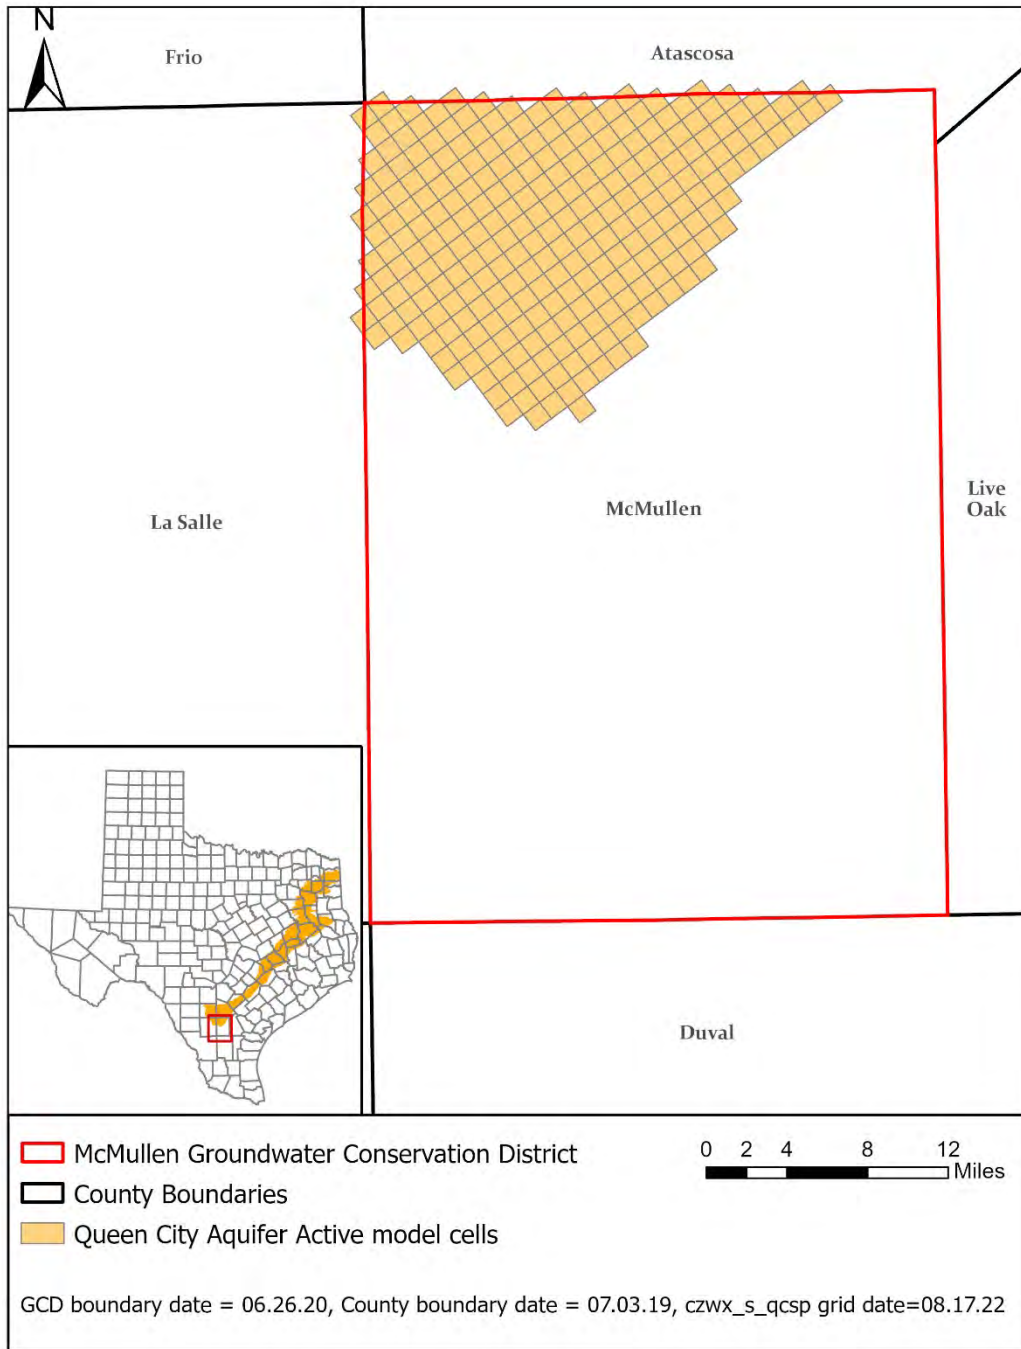 N
Frio
Atascosa
La Salle
McMullen
Live
Oak
Duval
McMullen Groundwater Conservation District
County Boundaries
Queen City Aquifer Active model cells
0 2 4 8 12
Miles
GCD boundary date = 06.26.20, County boundary date = 07.03.19, czwx_s_qcsp grid date=08.17.22